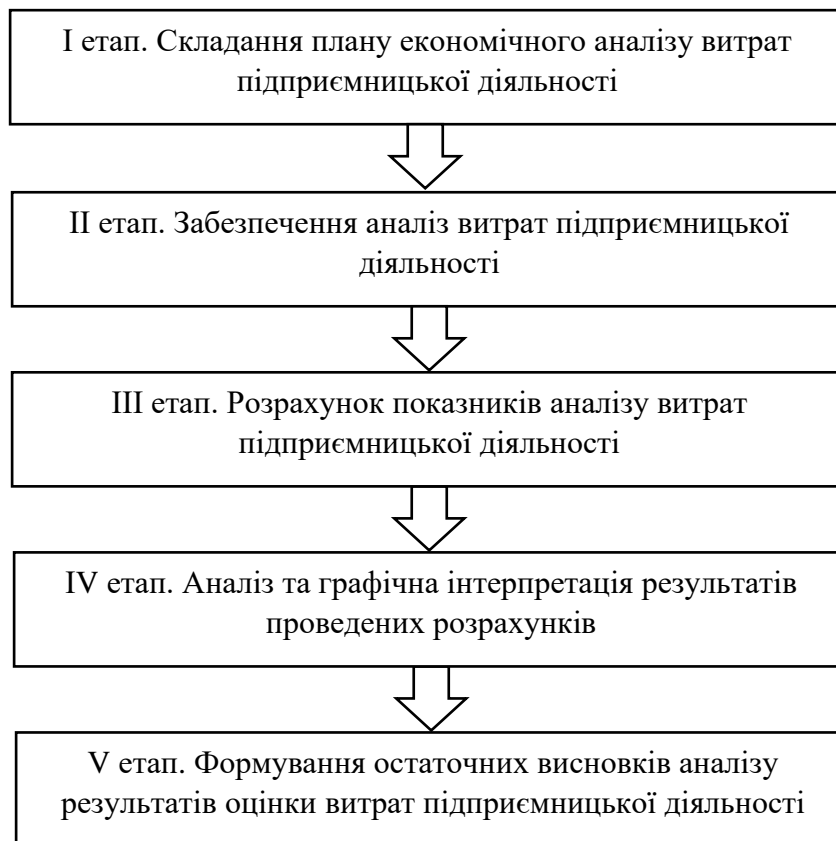 І етап. Складання плану економічного аналізу витрат
підприємницької діяльності
ІІ етап. Забезпечення аналіз витрат підприємницької
діяльності
ІІІ етап. Розрахунок показників аналізу витрат
підприємницької діяльності
IV етап. Аналіз та графічна інтерпретація результатів
проведених розрахунків
V етап. Формування остаточних висновків аналізу
результатів оцінки витрат підприємницької діяльності